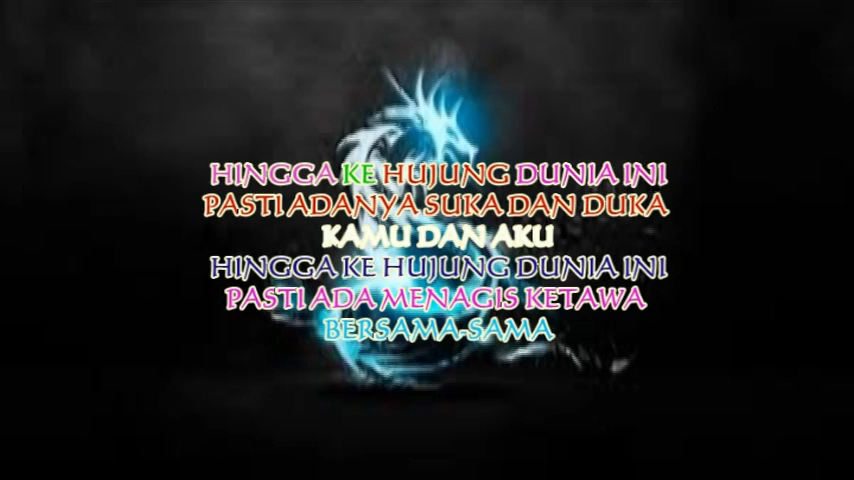 HINGGA KE HUJUNG DUNIA INI
PASTI ADANYA SUKA DAN DUKA
KAMU DAN AKU
HINGGA KE HUJUNG DUNIA INI
PASTI ADA MENAGIS KETAWA
BERSAMA-SAMA